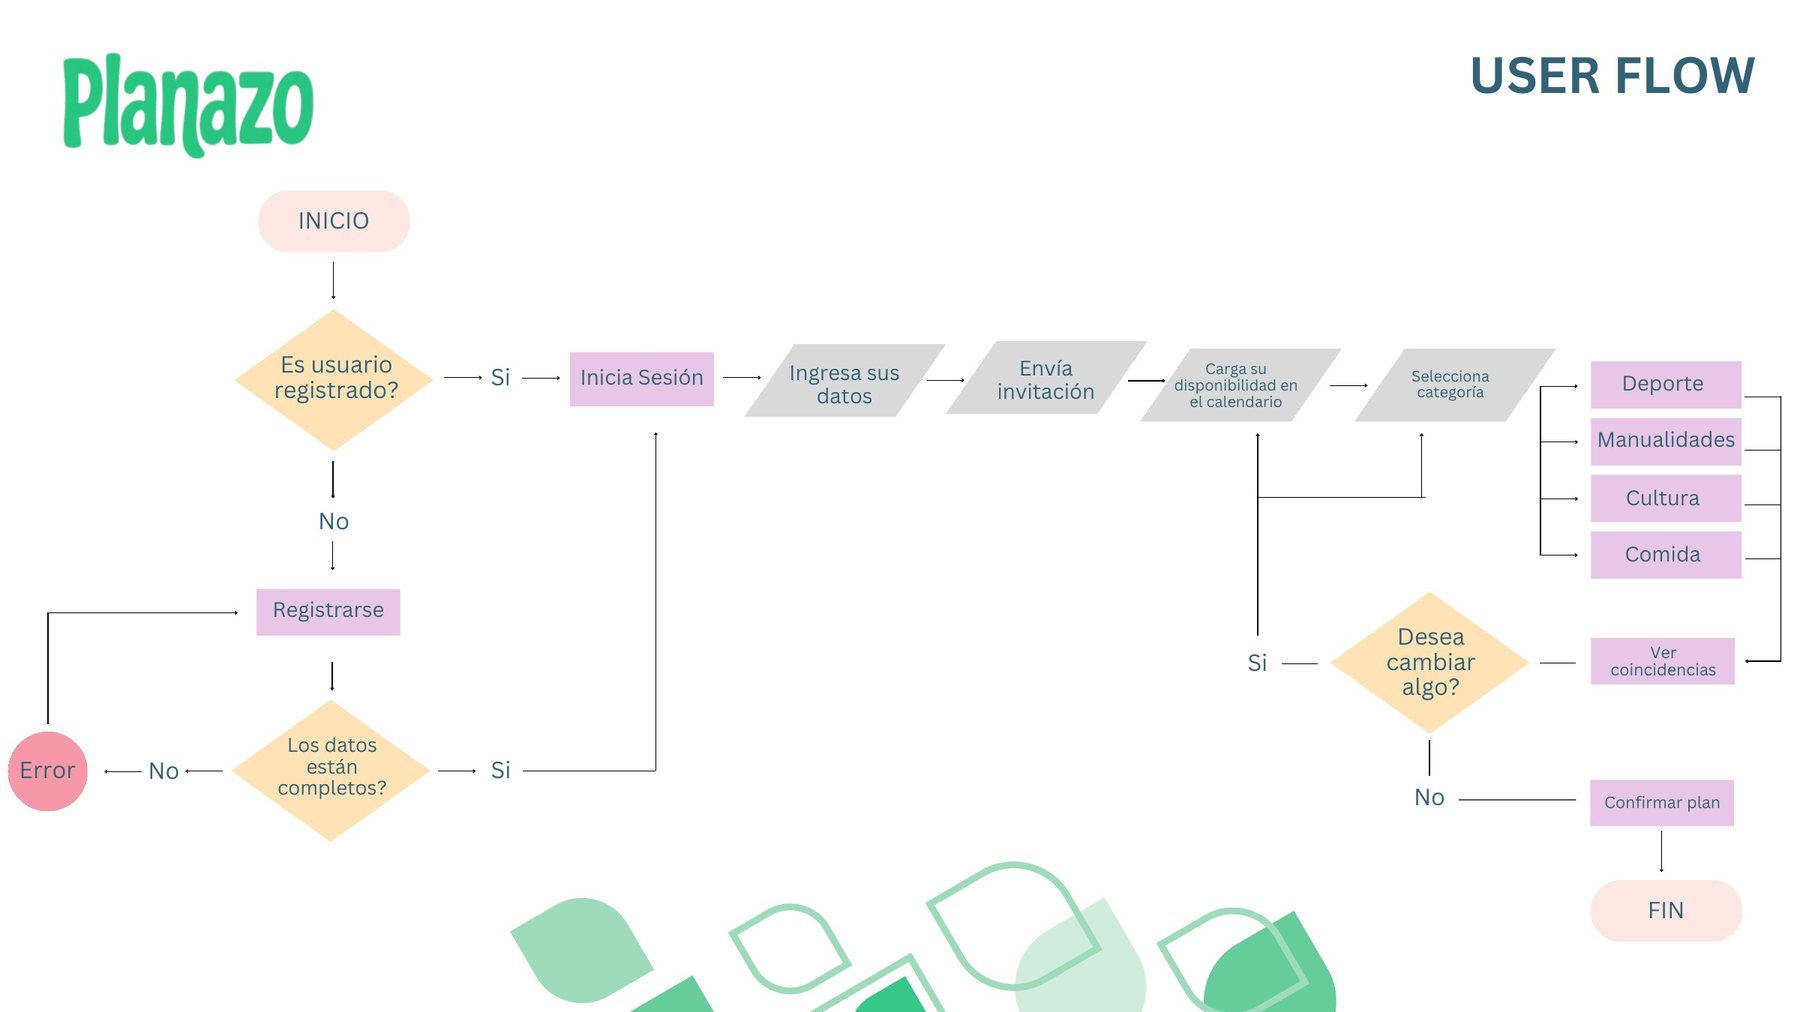 Planazo
USER FLOW
INICIO
Es usuario
registrado?
Si
Inicia Sesión
Ingresa sus
datos
Envía
invitación
Carga su
disponibilidad en
el calendario
Selecciona
categoría
Deporte
Manualidades
Cultura
Comida
No
Registrarse
Los datos
están
completos?
No
Error
Si
Ver
coincidencias
Desea
cambiar
algo?
Si
No
Confirmar plan
FIN